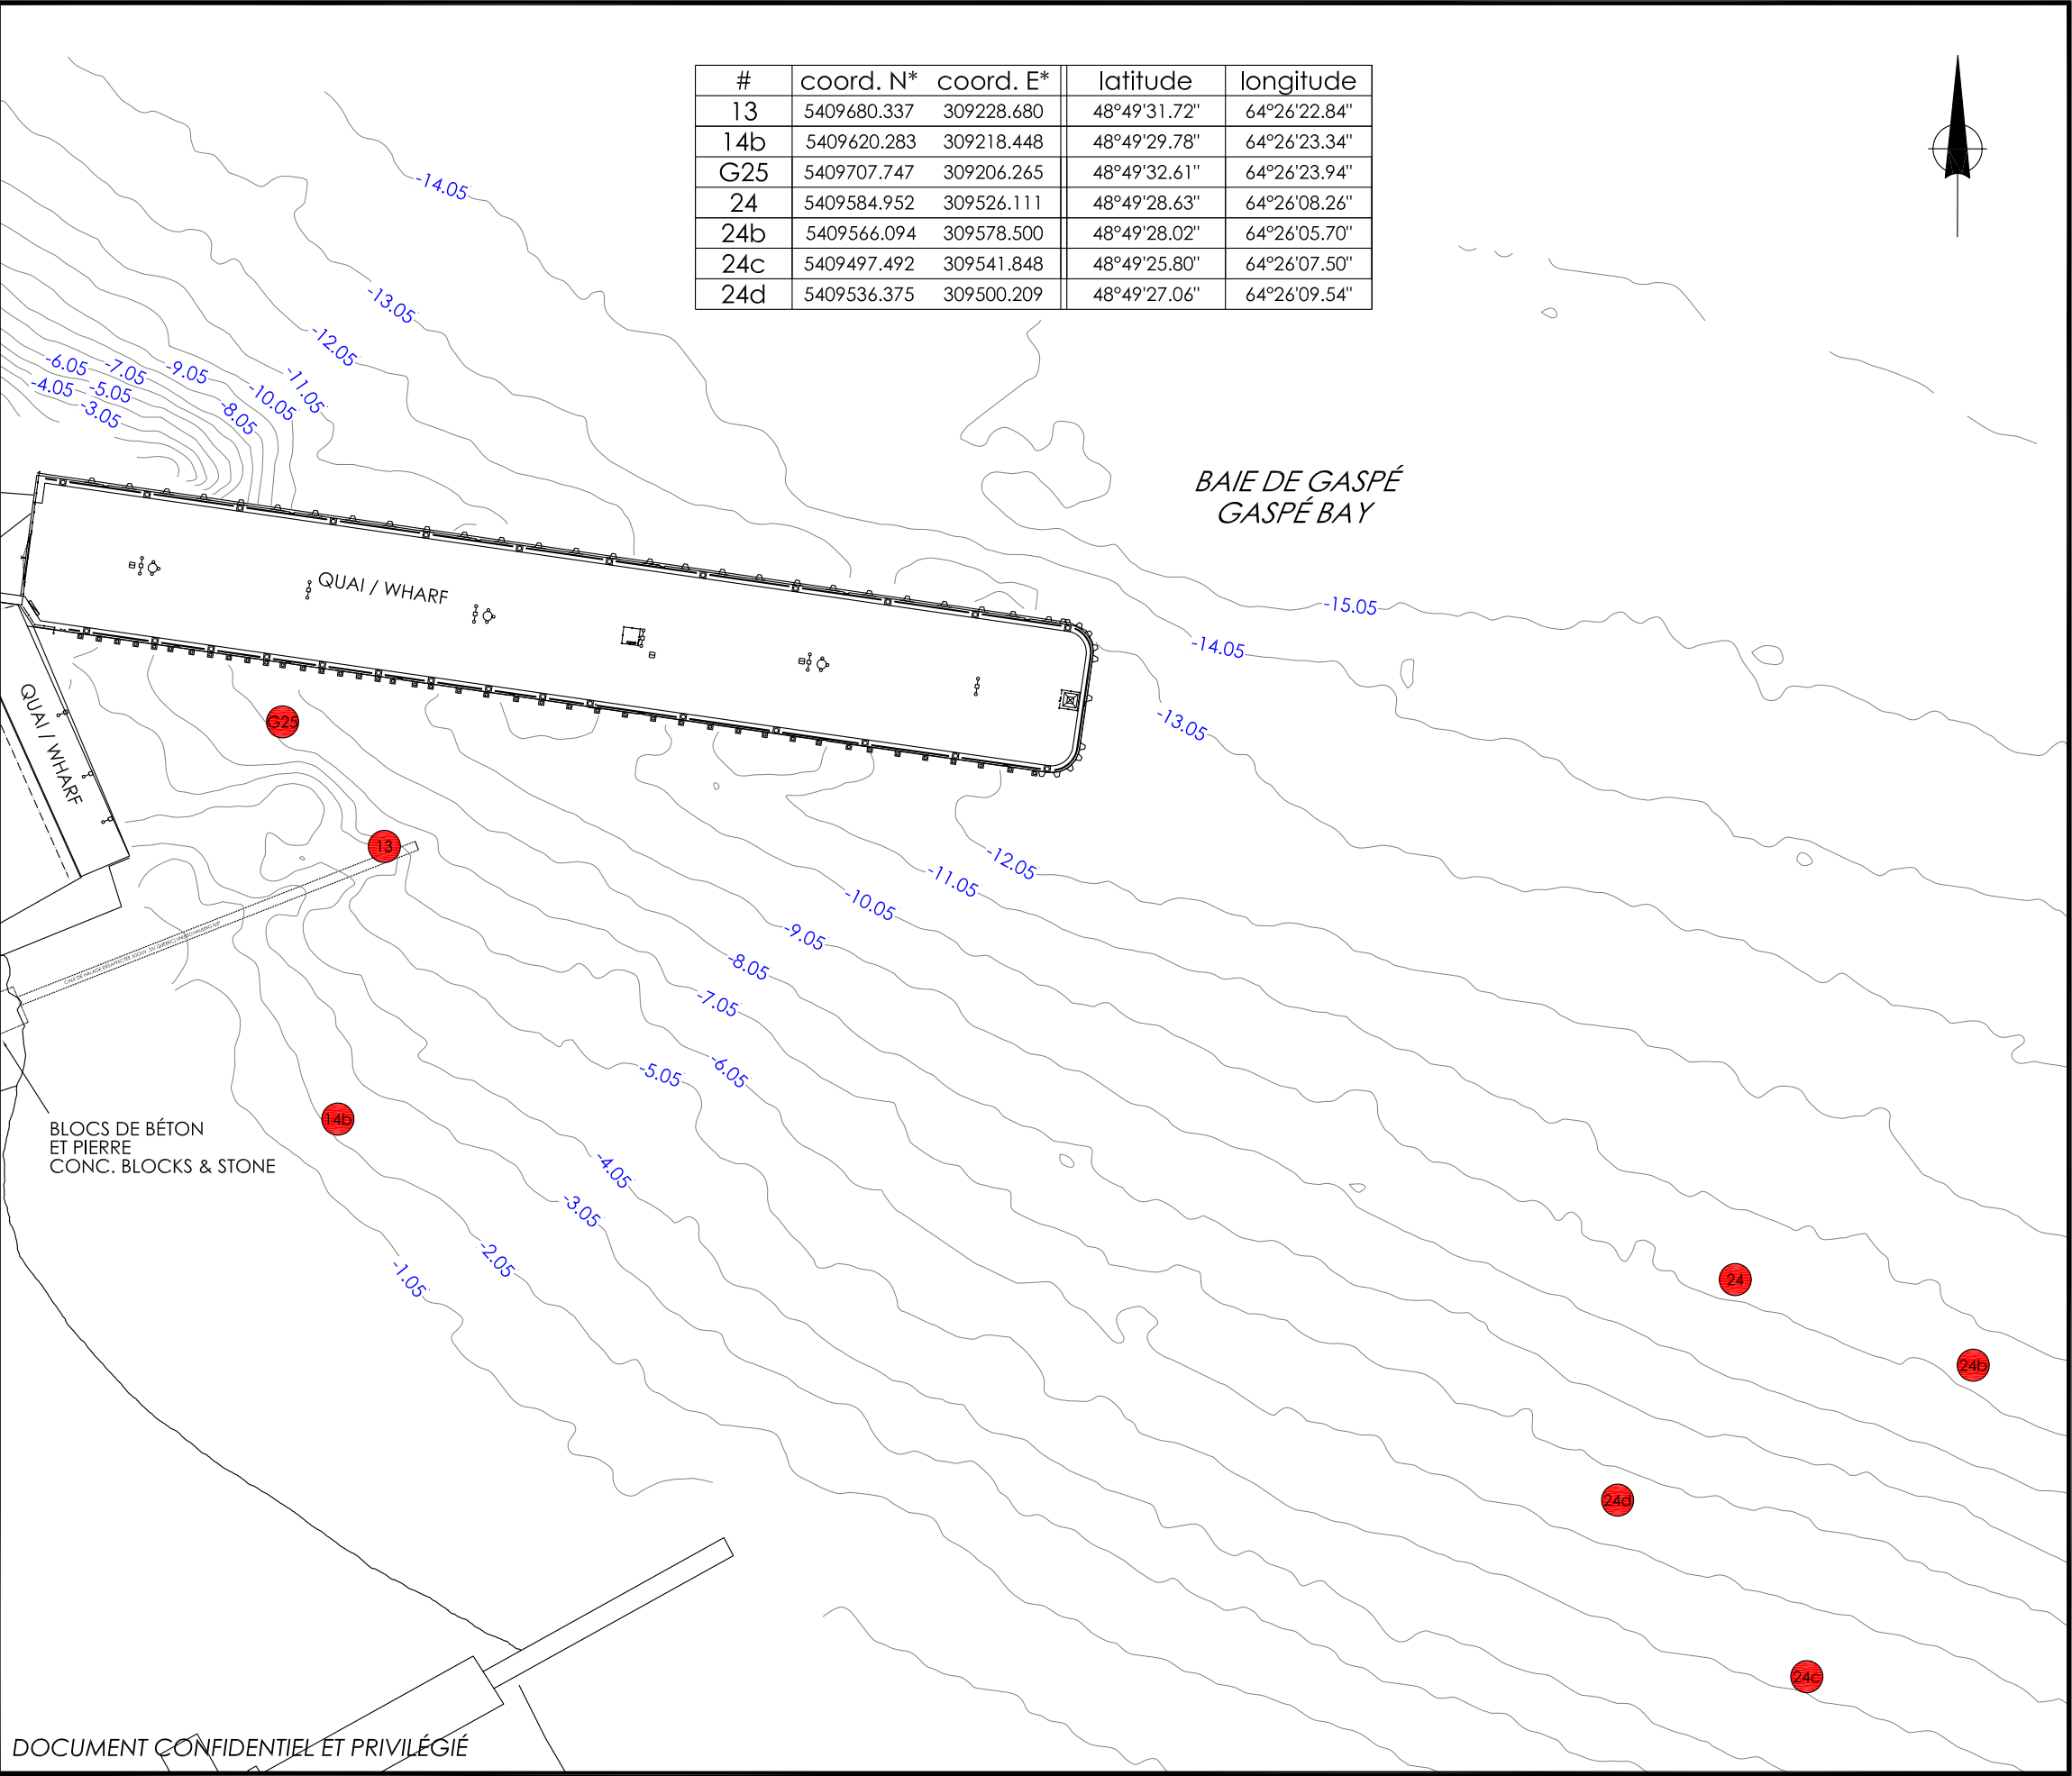 # coord. N* coord. E* latitude longitude
13 5409680.337 309228.680 48°49'31.72" 64°26'22.84"
14b 5409620.283 309218.448 48°49'29.78" 64°26'23.34"
G25 5409707.747 309206.265 48°49'32.61" 64°26'23.94"
24 5409584.952 309526.111 48°49'28.63" 64°26'08.26"
24b 5409566.094 309578.500 48°49'28.02" 64°26'05.70"
24c 5409497.492 309541.848 48°49'25.80" 64°26'07.50"
24d 5409536.375 309500.209 48°49'27.06" 64°26'09.54"
-14.05
-13.05
-12.05
-11.05
-6.05
-7.05
-9.05
-10.05
-4.05
-5.05
-8.05
-3.05
BAIE DE GASPÉ
GASPÉ BAY
QUAI / WHARF
-15.05
-14.05
-13.05
QUAI / WHARF
G25
13
-12.05
-11.05
-10.05
-9.05
-8.05
-7.05
-6.05
-5.05
14b
BLOCS DE BÉTON
ET PIERRE
CONC. BLOCKS & STONE
-4.05
-3.05
-2.05
-1.05
24
24b
24d
24c
DOCUMENT CONFIDENTIEL ET PRIVILÉGIÉ